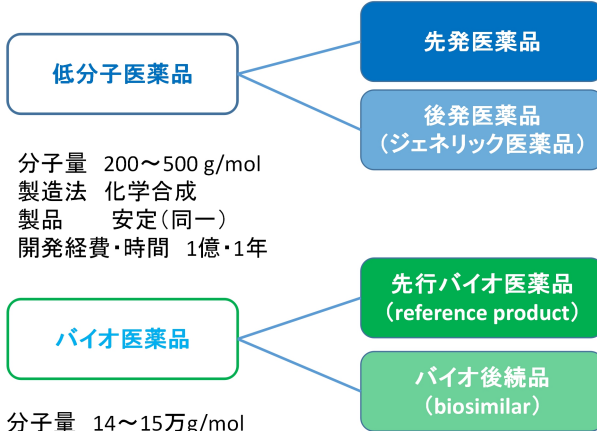 低分子医薬品
先発医薬品
後発医薬品
（ジェネリック医薬品）
分子量 200～500 g/mol
製造法 化学合成
製品 安定（同一）
開発経費・時間 1億・1年
バイオ医薬品
先行バイオ医薬品
（reference product）
バイオ後続品
（biosimilar）
分子量 14～15万g/mol